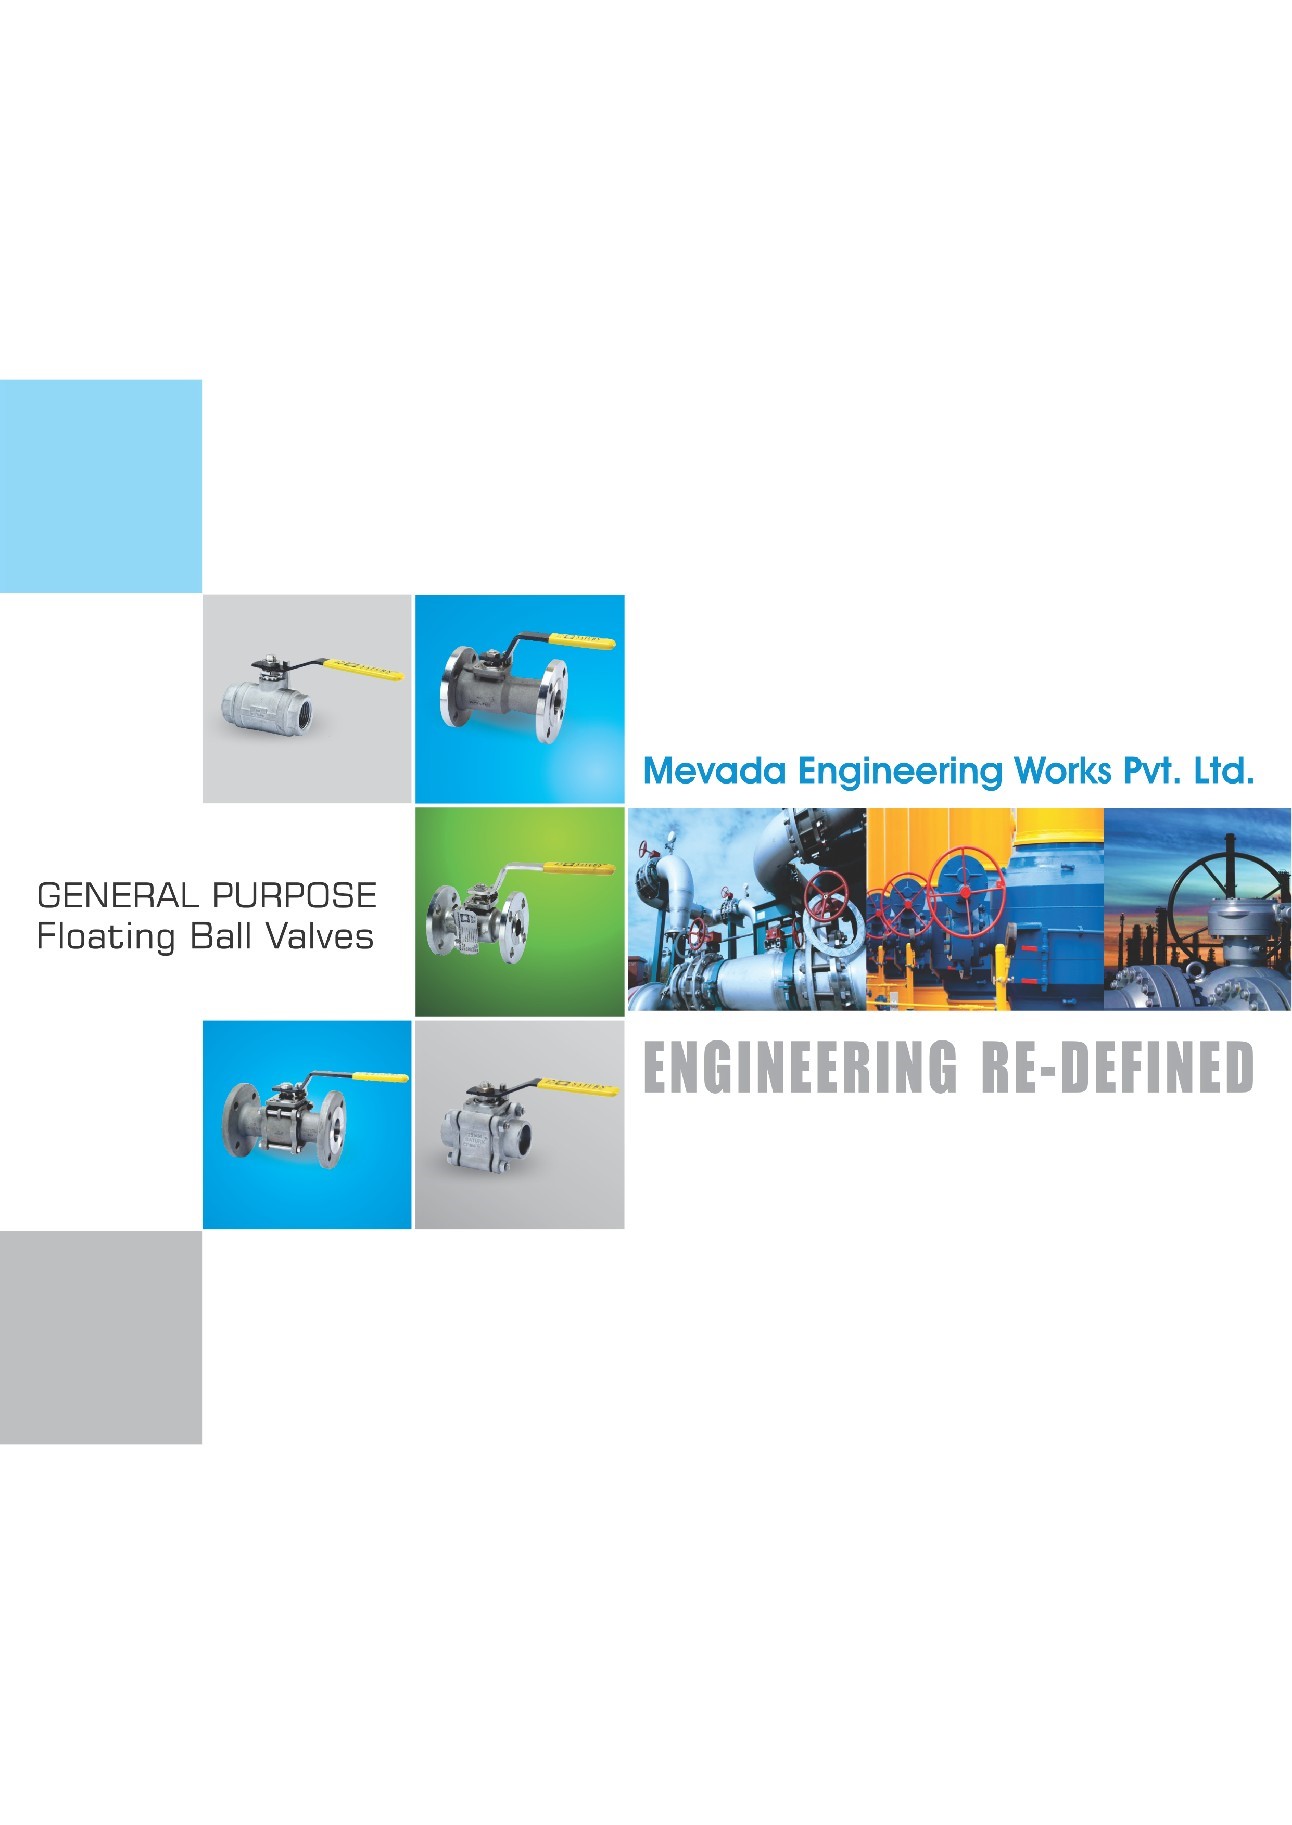 Mevada Engineering Works Pvt. Ltd.
GENERAL PURPOSE
Floating Ball Valves
ENGINEERING RE-DEFINED